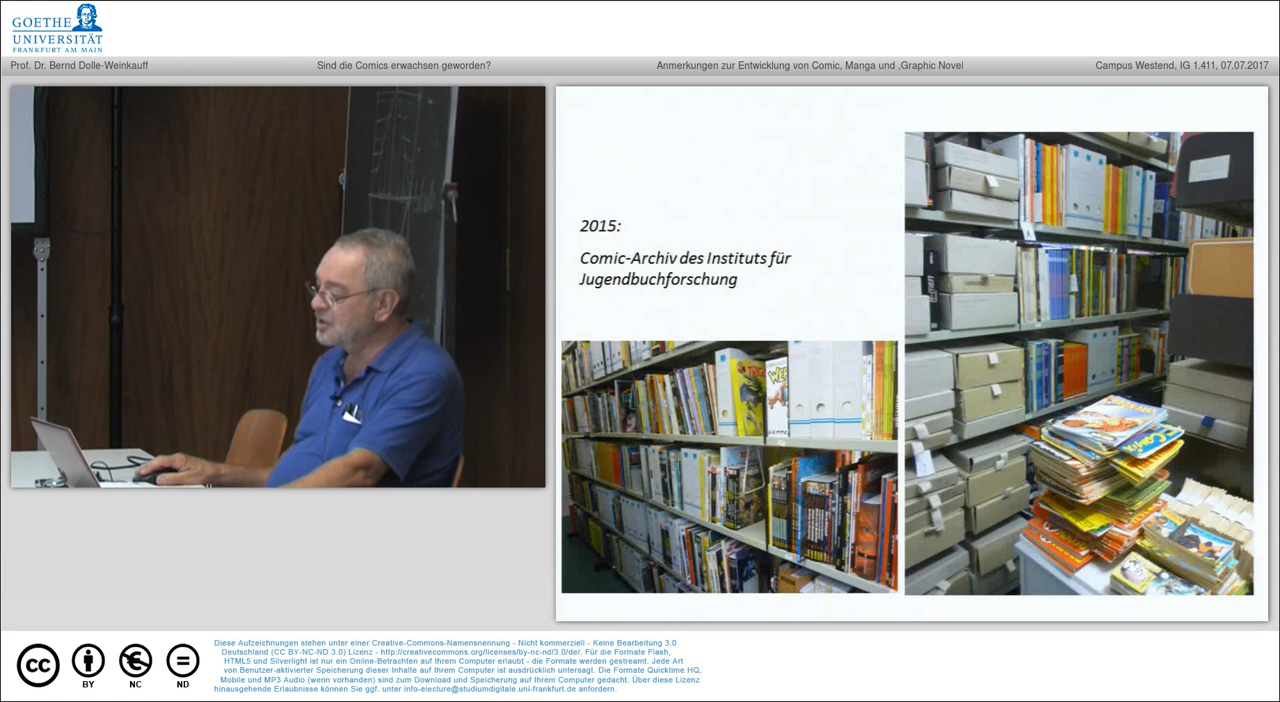 GOETHE
UNIVERSITÄT
FRANKFURT AM MAIN
Prof. Dr. Bernd Dolle-Weinkauff
Sind die Comics erwachsen geworden?
Anmerkungen zur Entwicklung von Comic, Manga und ‚Graphic Novel
Campus Westend, IG 1.411, 07.07.2017
2015:
Comic-Archiv des Instituts für
Jugendbuchforschung
cc
BY
NC
ND
Diese Aufzeichnungen stehen unter einer Creative-Commons-Namensnennung - Nicht kommerziell - Keine Bearbeitung 3.0
Deutschland (CC BY-NC-ND 3.0) Lizenz - http://creativecommons.org/licenses/by-nc-nd/3.0/de/. Für die Formate Flash,
HTML5 und Silverlight ist nur ein Online-Betrachten auf Ihrem Computer erlaubt - die Formate werden gestreamt. Jede Art
von Benutzer-aktivierter Speicherung dieser Inhalte auf Ihrem Computer ist ausdrücklich untersagt. Die Formate Quicktime HQ,
Mobile und MP3 Audio (wenn vorhanden) sind zum Download und Speicherung auf Ihrem Computer gedacht. Über diese Lizenz
hinausgehende Erlaubnisse können Sie ggf. unter info-electure@studiumdigitale.uni-frankfurt.de anfordern.